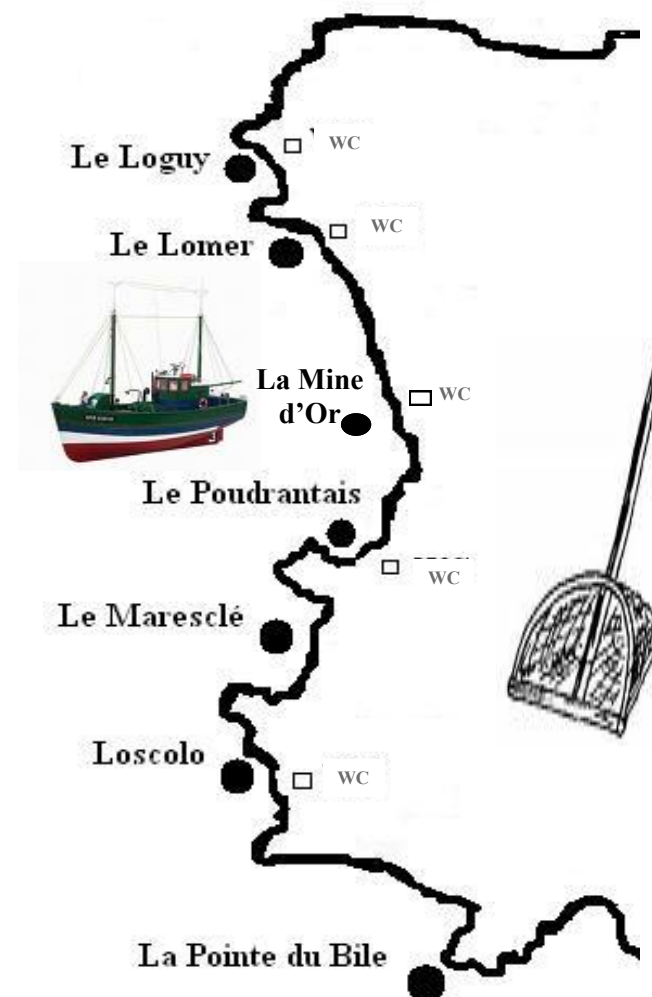 WC
Le Loguy
WC
Le Lomer
La Mine
d'Or
WC
Le Poudrantais
WC
Le Maresclé
Loscolo
WC
La Pointe du Bile